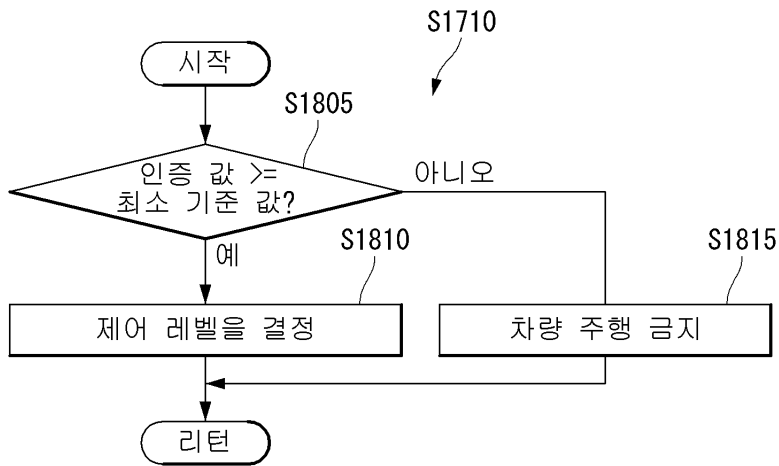 S1710
시작
S1805
인증 값 >=
최소 기준 값?
아니오
예
S1810
S1815
제어 레벨을 결정
차량 주행 금지
리턴